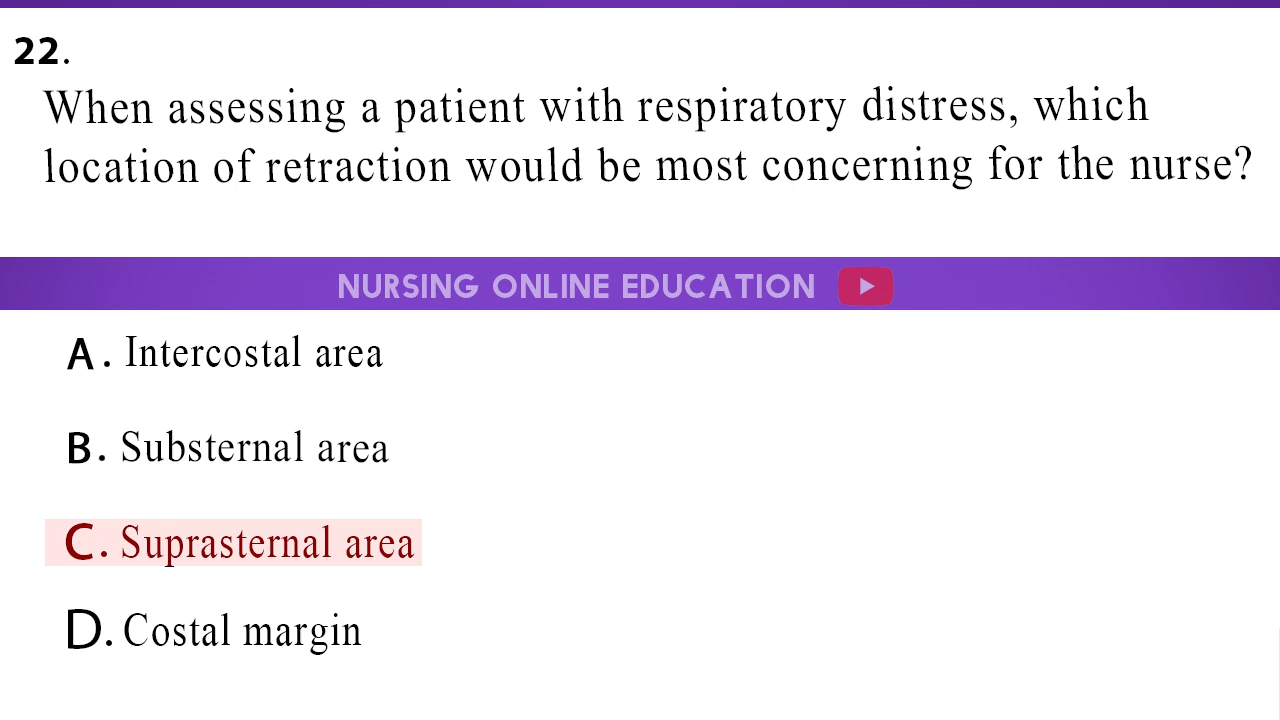 22.
When assessing a patient with respiratory distress, which
location of retraction would be most concerning for the nurse?
NURSING ONLINE EDUCATION
A. Intercostal area
B. Substernal area
C. Suprasternal area
D. Costal margin